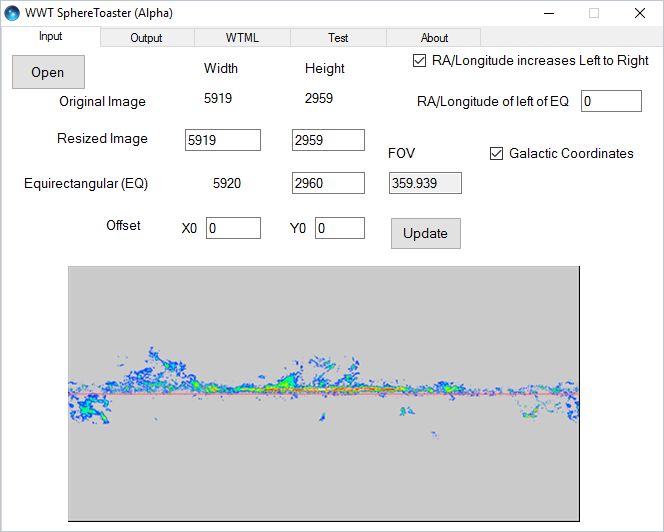 WWT SphereToaster (Alpha)
Input Output WTML Test About
Open Width Height RA/Longitude increases Left to Right
Original Image 5919 2959 RA/Longitude of left of EQ 0
Resized Image 5919 2959
FOV Galactic Coordinates
Equirectangular (EQ) 5920 2960 359.939
Offset X0 0 Y0 0 Update